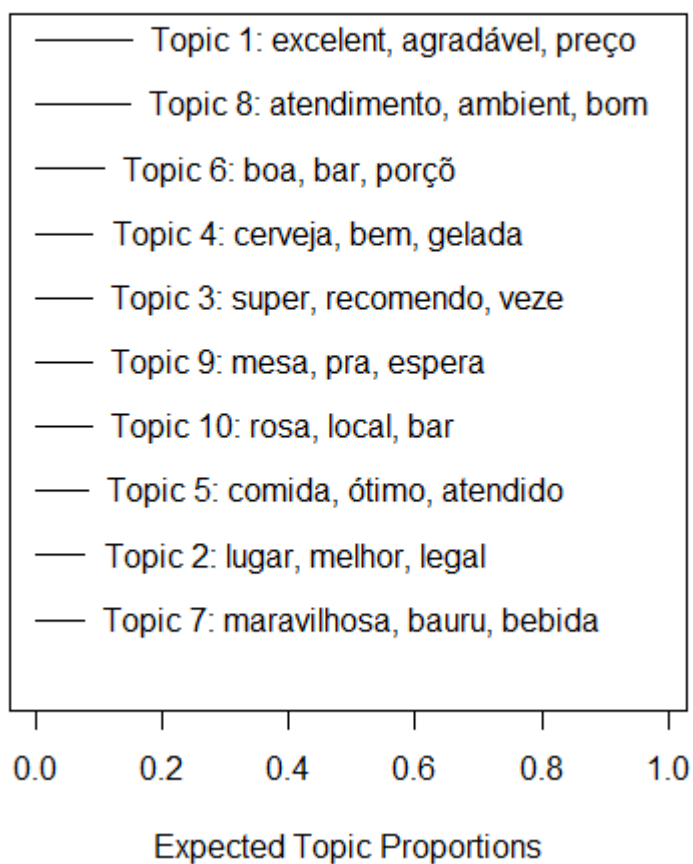 Topic 1: excelent, agradável, preço
Topic 8: atendimento, ambient, bom
Topic 6: boa, bar, porçõ
Topic 4: cerveja, bem, gelada
Topic 3: super, recomendo, veze
Topic 9: mesa, pra, espera
Topic 10: rosa, local, bar
Topic 5: comida, ótimo, atendido
Topic 2: lugar, melhor, legal
Topic 7: maravilhosa, bauru, bebida
0.0 0.2 0.4 0.6 0.8 1.0
Expected Topic Proportions